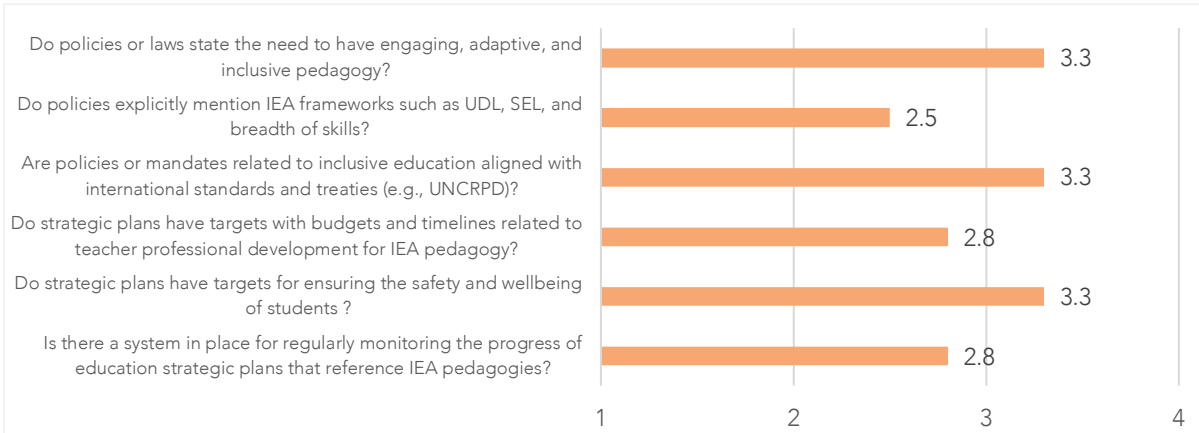 Do policies or laws state the need to have engaging, adaptive, and
inclusive pedagogy?
3.3
Do policies explicitly mention IEA frameworks such as UDL, SEL, and
breadth of skills?
2.5
Are policies or mandates related to inclusive education aligned with
international standards and treaties (e.g., UNCRPD)?
3.3
Do strategic plans have targets with budgets and timelines related to
teacher professional development for IEA pedagogy?
2.8
Do strategic plans have targets for ensuring the safety and wellbeing
of students ?
3.3
Is there a system in place for regularly monitoring the progress of
education strategic plans that reference IEA pedagogies?
2.8
1 2 3 4